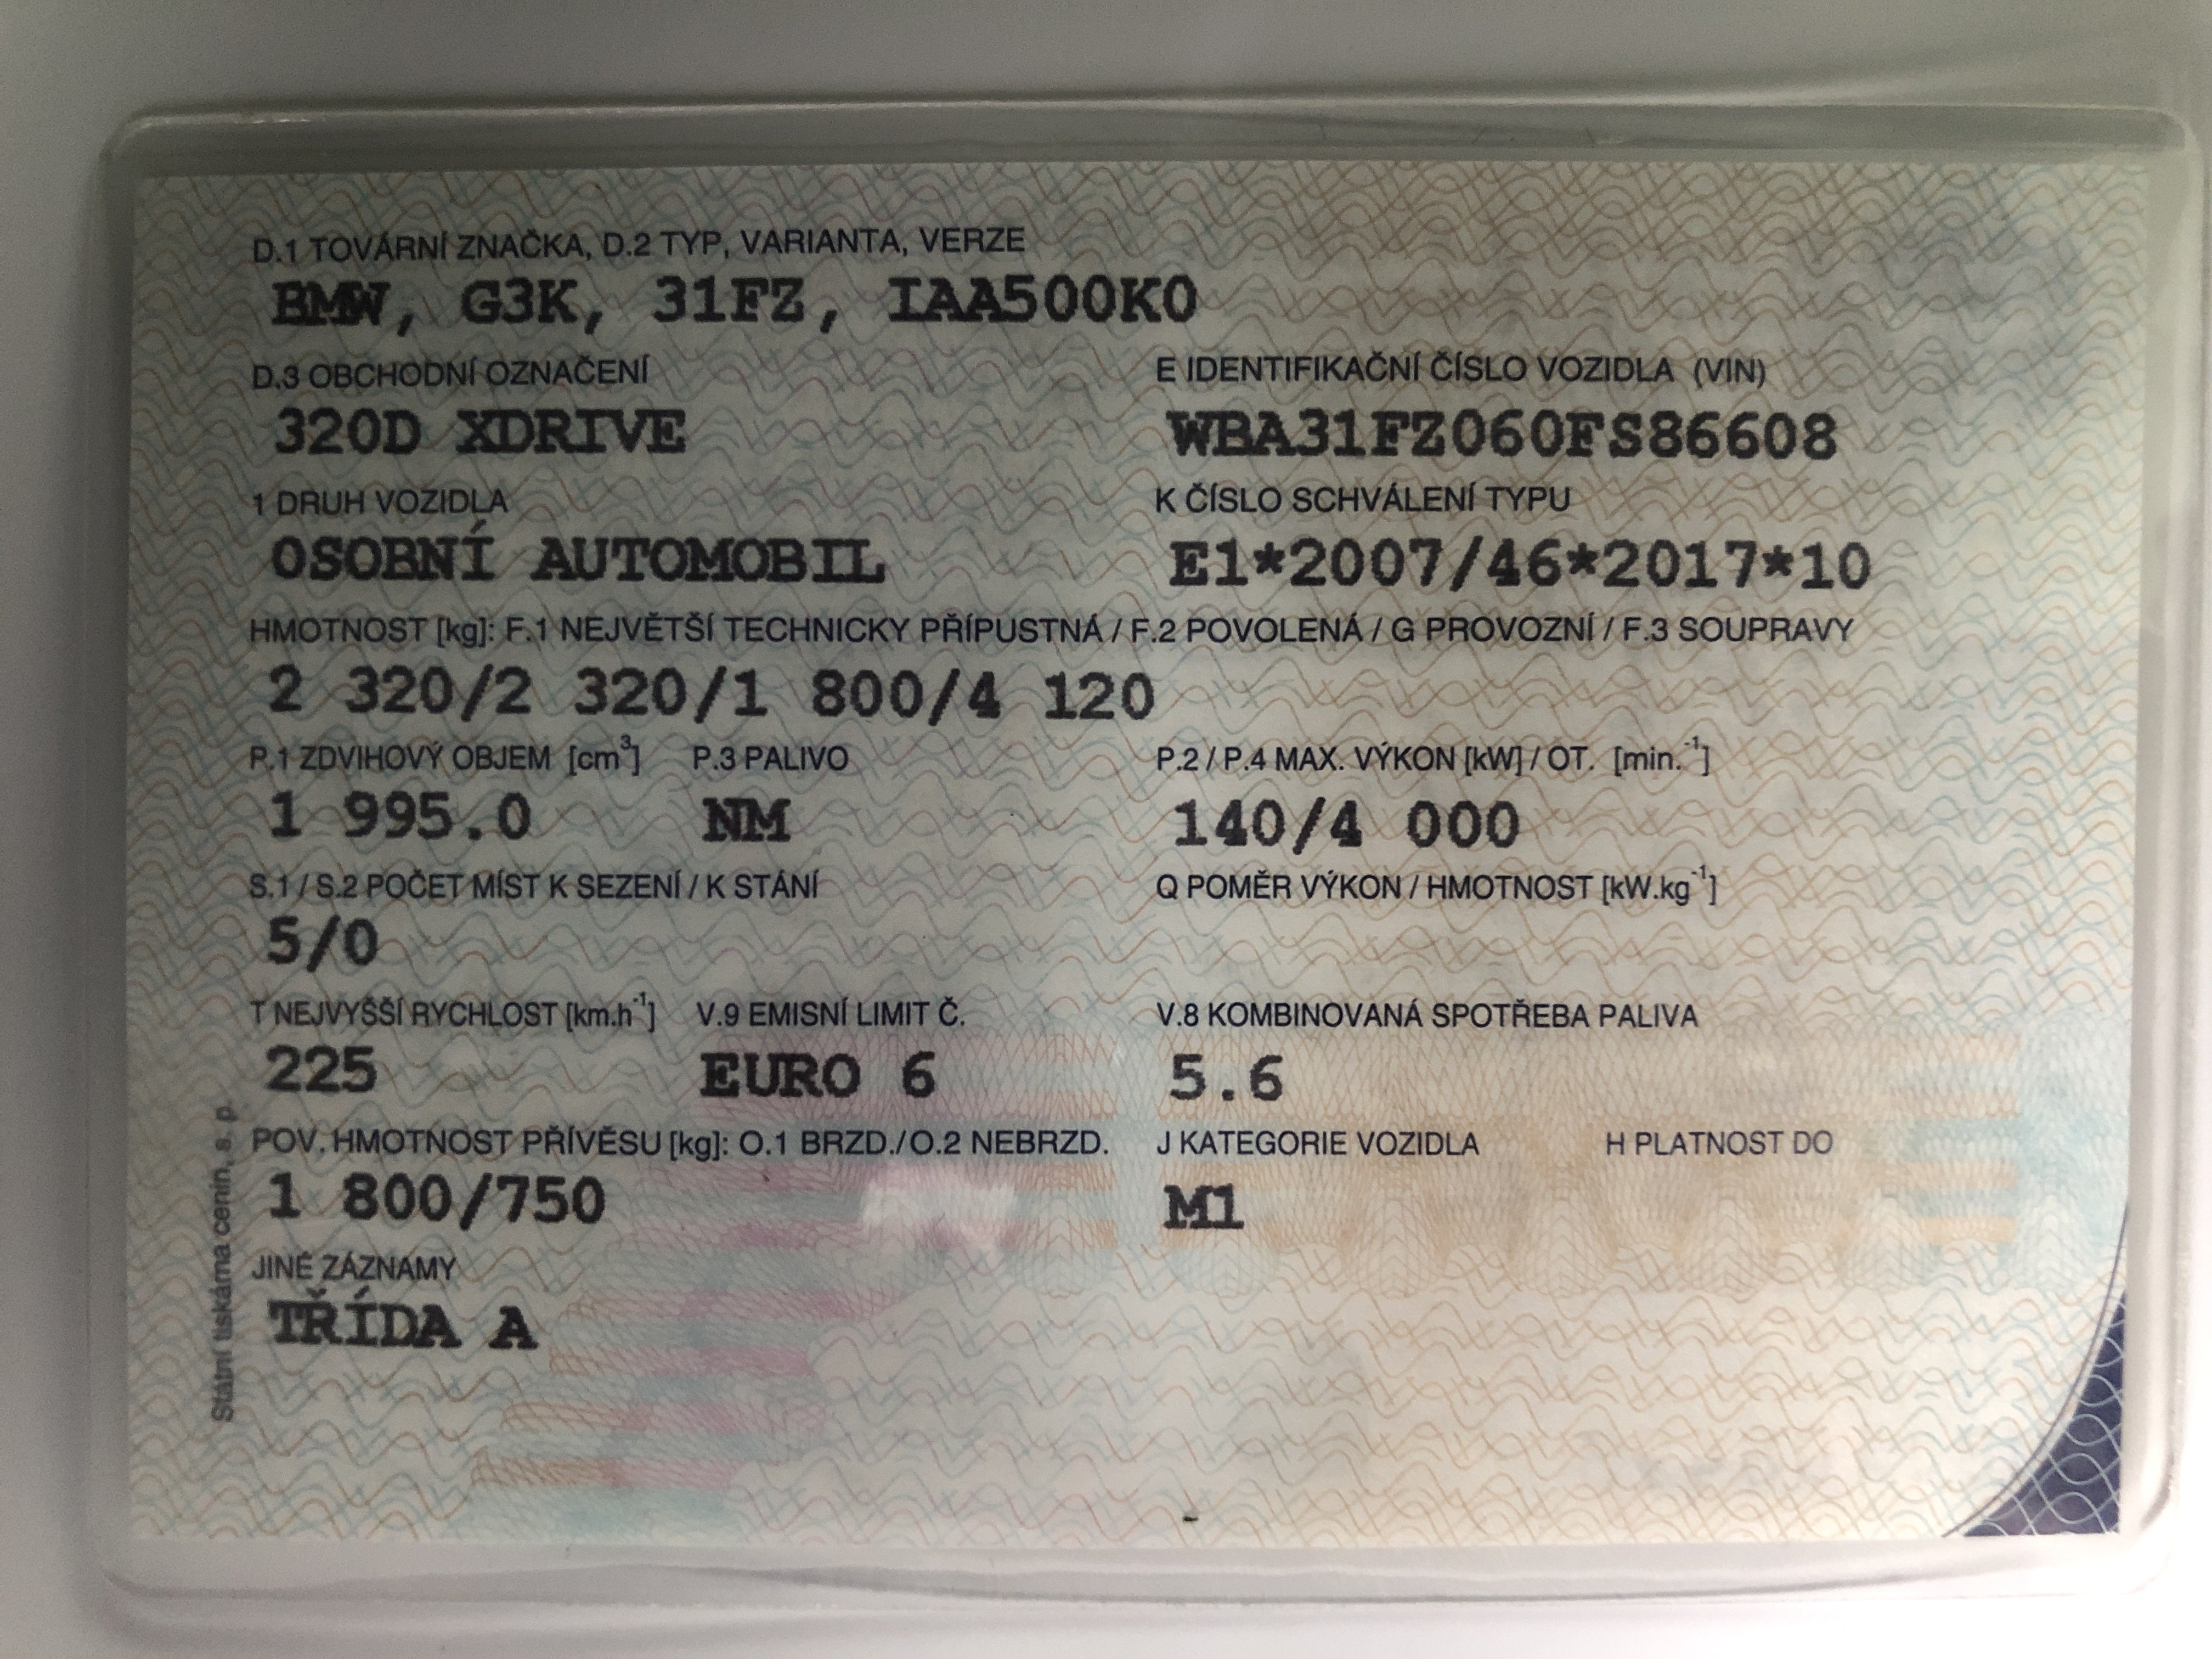 D.1 TOVÁRNÍ ZNAČKA, D.2 TYP, VARIANTA, VERZE
BMW, G3K, 31FZ, IAA500K0
D.3 OBCHODNÍ OZNAČENÍ E IDENTIFIKAČNÍ ČÍSLO VOZIDLA (VIN)
320D XDRIVE WBA31FZ060FS86608
1 DRUH VOZIDLA K ČÍSLO SCHVÁLENÍ TYPU
OSOBNÍ AUTOMOBIL E1*2007/46*2017*10
HMOTNOST [kg]: F.1 NEJVĚTŠÍ TECHNICKY PŘÍPUSTNÁ / F.2 POVOLENÁ / G PROVOZNÍ / F.3 SOUPRAVY
2 320/2 320/1 800/4 120
P.1 ZDVIHOVÝ OBJEM [cm³] P.3 PALIVO P.2 / P.4 MAX. VÝKON [kW] / OT. [min.⁻¹]
1 995.0 NM 140/4 000
S.1 / S.2 POČET MÍST K SEZENÍ / K STÁNÍ Q POMĚR VÝKON / HMOTNOST [kW.kg⁻¹]
5/0
T NEJVYŠŠÍ RYCHLOST [km.h⁻¹] V.9 EMISNÍ LIMIT Č. V.8 KOMBINOVANÁ SPOTŘEBA PALIVA
225 EURO 6 5.6
POV. HMOTNOST PŘÍVĚSU [kg]: O.1 BRZD./O.2 NEBRZD. J KATEGORIE VOZIDLA H PLATNOST DO
1 800/750 M1
JINÉ ZÁZNAMY
TŘÍDA A
Státní tiskárna cenin, s. p.